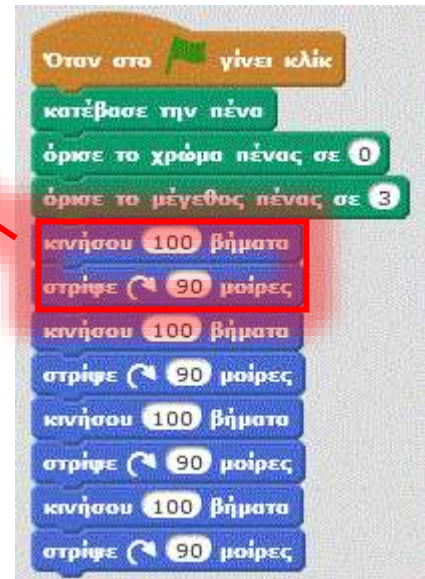 Όταν στο γίνει κλίκ
κατέβασε την πένα
όρισε το χρώμα πένας σε 0
όρισε το μέγεθος πένας σε 3
κινήσου 100 βήματα
στρίψε 90 μοίρες
κινήσου 100 βήματα
στρίψε 90 μοίρες
κινήσου 100 βήματα
στρίψε 90 μοίρες
κινήσου 100 βήματα
στρίψε 90 μοίρες